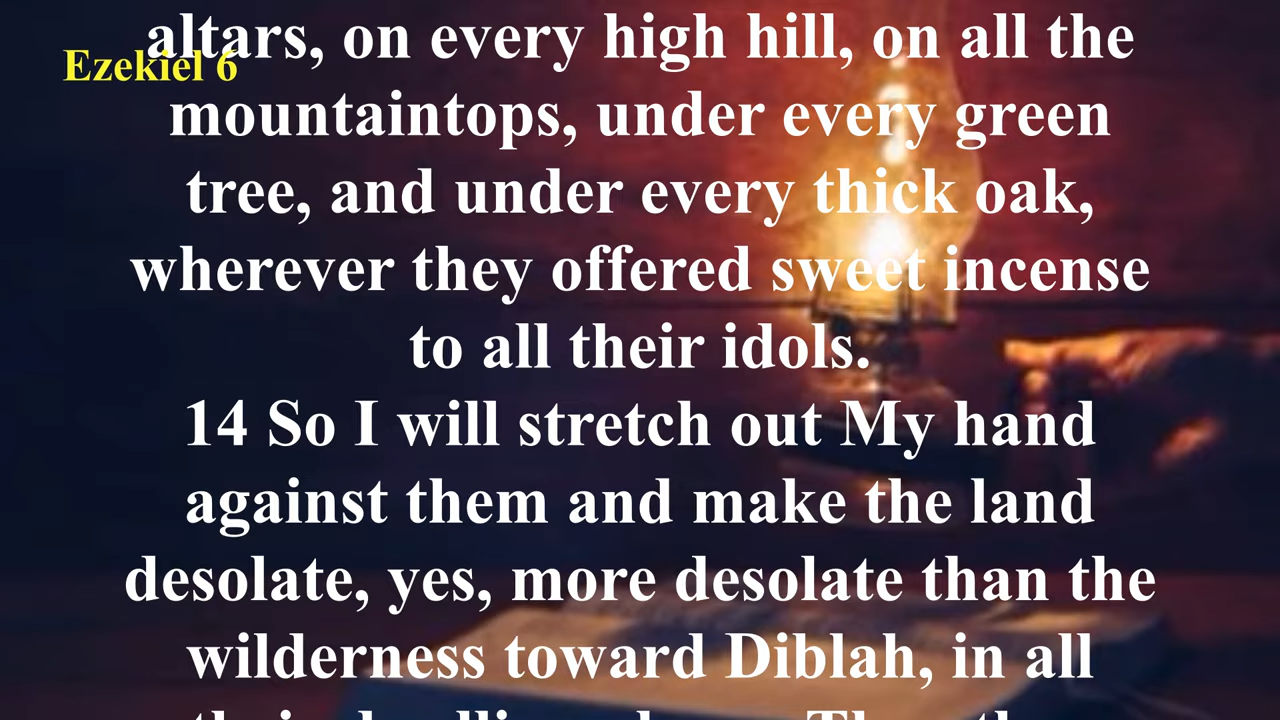 Ezekiel 6
altars, on every high hill, on all the
mountaintops, under every green
tree, and under every thick oak,
wherever they offered sweet incense
to all their idols.
14 So I will stretch out My hand
against them and make the land
desolate, yes, more desolate than the
wilderness toward Diblah, in all